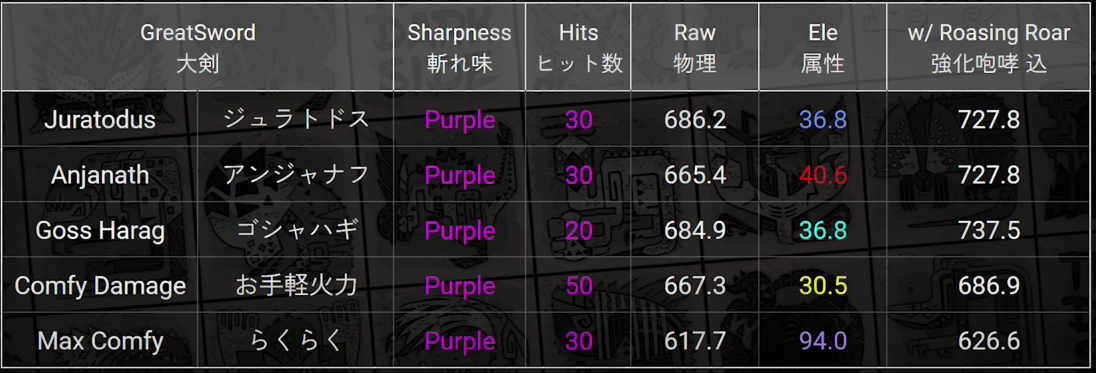 GreatSword Sharpness Hits Raw Ele w/ Roasing Roar
大剣 斬れ味 ヒット数 物理 属性 強化咆哮 込
Juratodus ジュラトドス Purple 30 686.2 36.8 727.8
Anjanath アンジャナフ Purple 30 665.4 40.6 727.8
Goss Harag ゴシャハギ Purple 20 684.9 36.8 737.5
Comfy Damage お手軽火力 Purple 50 667.3 30.5 686.9
Max Comfy らくらく Purple 30 617.7 94.0 626.6